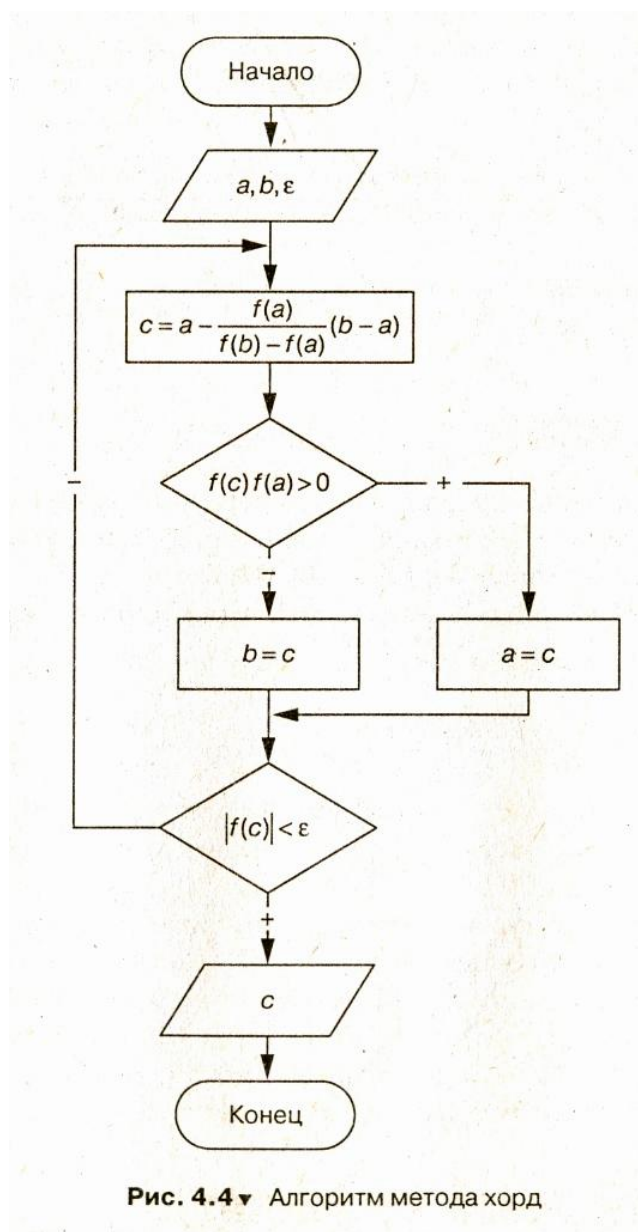 Начало
a, b, ε
c = a - f(a) / f(b) - f(a) (b - a)
f(c) f(a) > 0
+
-
-
b = c
a = c
|f(c)| < ε
+
c
Конец
Рис. 4.4 ▾ Алгоритм метода хорд